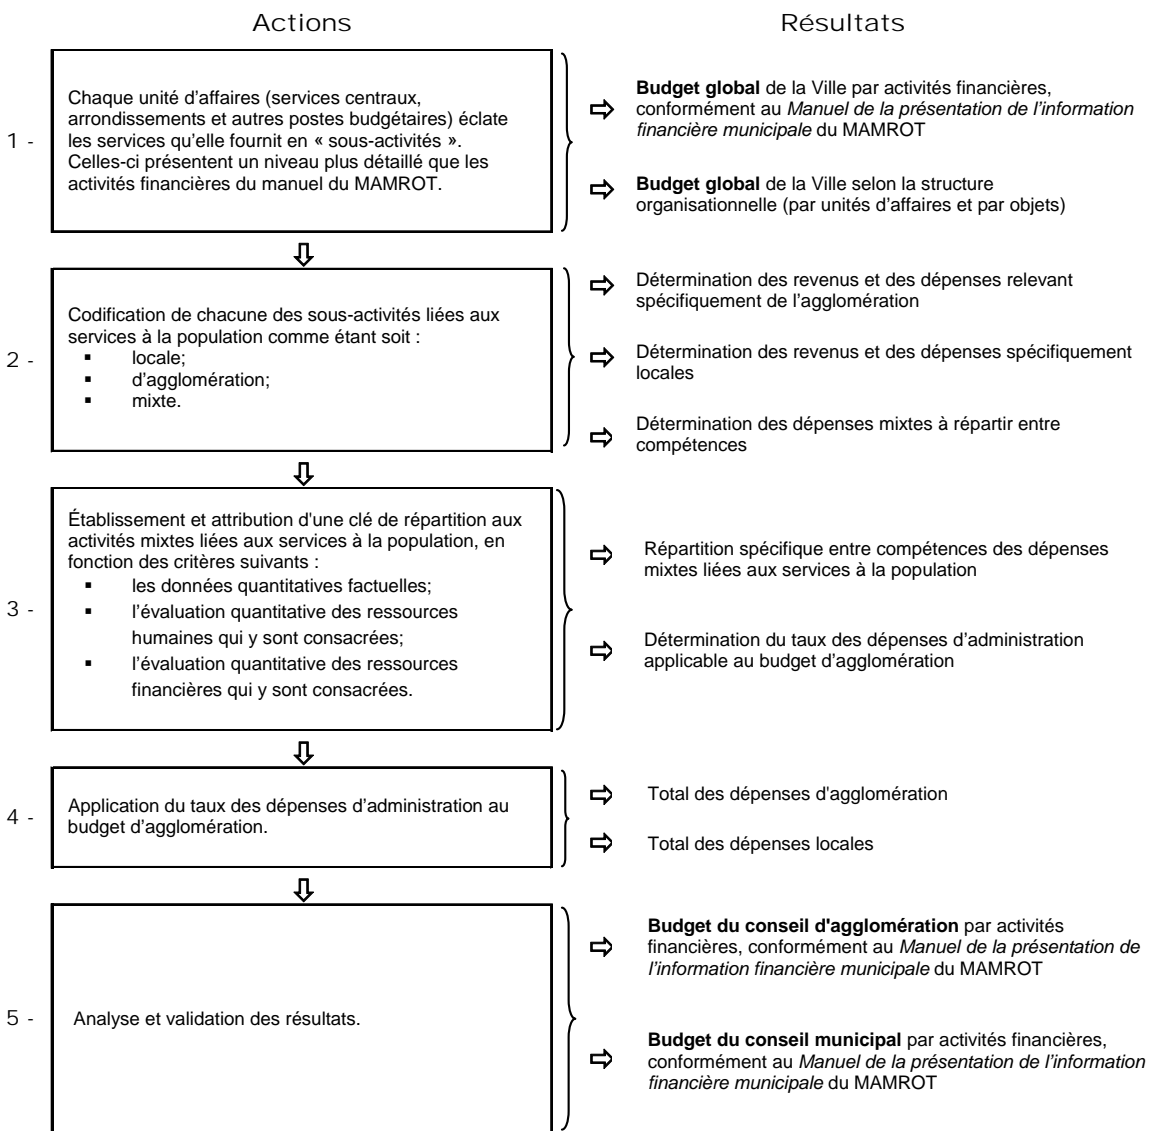 Actions
Résultats
1 -
Chaque unité d'affaires (services centraux,
arrondissements et autres postes budgétaires) éclate
les services qu'elle fournit en « sous-activités ».
Celles-ci présentent un niveau plus détaillé que les
activités financières du manuel du MAMROT.
Budget global de la Ville par activités financières,
conformément au Manuel de la présentation de l'information
financière municipale du MAMROT
Budget global de la Ville selon la structure
organisationnelle (par unités d'affaires et par objets)
2 -
Codification de chacune des sous-activités liées aux
services à la population comme étant soit :
▪ locale;
▪ d'agglomération;
▪ mixte.
Détermination des revenus et des dépenses relevant
spécifiquement de l'agglomération
Détermination des revenus et des dépenses spécifiquement
locales
Détermination des dépenses mixtes à répartir entre
compétences
3 -
Établissement et attribution d'une clé de répartition aux
activités mixtes liées aux services à la population, en
fonction des critères suivants :
▪ les données quantitatives factuelles;
▪ l'évaluation quantitative des ressources
humaines qui y sont consacrées;
▪ l'évaluation quantitative des ressources
financières qui y sont consacrées.
Répartition spécifique entre compétences des dépenses
mixtes liées aux services à la population
Détermination du taux des dépenses d'administration
applicable au budget d'agglomération
4 -
Application du taux des dépenses d'administration au
budget d'agglomération.
Total des dépenses d'agglomération
Total des dépenses locales
5 -
Analyse et validation des résultats.
Budget du conseil d'agglomération par activités
financières, conformément au Manuel de la présentation de
l'information financière municipale du MAMROT
Budget du conseil municipal par activités financières,
conformément au Manuel de la présentation de l'information
financière municipale du MAMROT